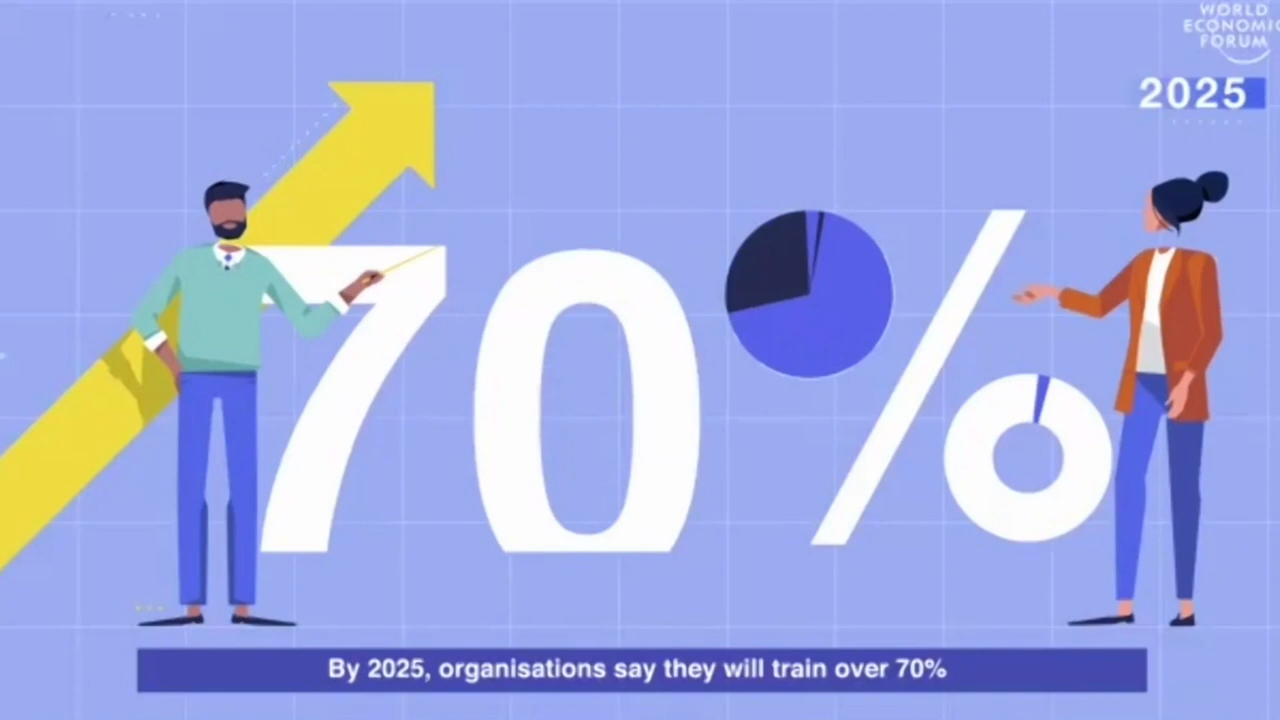 WORLD
ECONOMIC
FORUM
2025
70%
By 2025, organisations say they will train over 70%